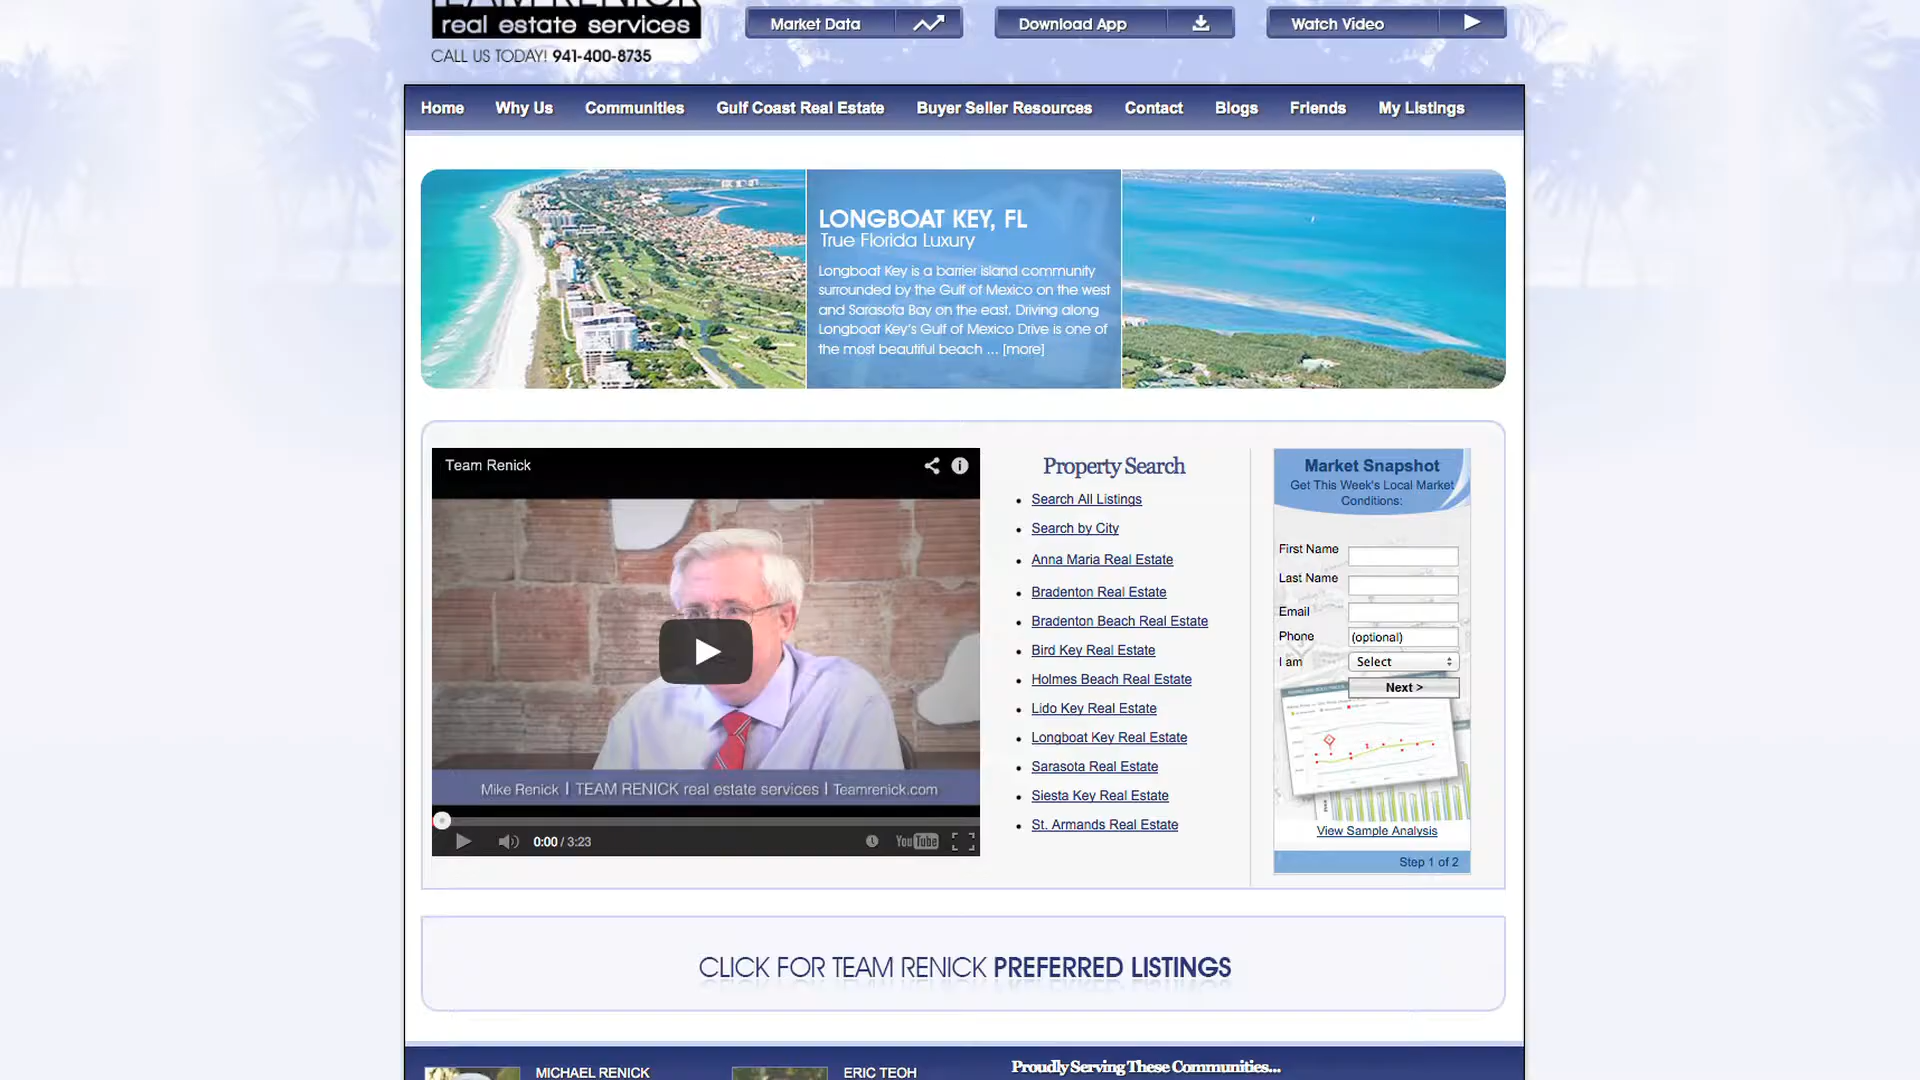 TEAM RENICK
real estate services
CALL US TODAY! 941-400-8735
Market Data
Download App
Watch Video
Home Why Us Communities Gulf Coast Real Estate Buyer Seller Resources Contact Blogs Friends My Listings
LONGBOAT KEY, FL
True Florida Luxury
Longboat Key is a barrier island community
surrounded by the Gulf of Mexico on the west
and Sarasota Bay on the east. Driving along
Longboat Key's Gulf of Mexico Drive is one of
the most beautiful beach ... [more]
Team Renick
Mike Renick | TEAM RENICK real estate services | Teamrenick.com
0:00 / 3:23
YouTube
Property Search
Search All Listings
Search by City
Anna Maria Real Estate
Bradenton Real Estate
Bradenton Beach Real Estate
Bird Key Real Estate
Holmes Beach Real Estate
Lido Key Real Estate
Longboat Key Real Estate
Sarasota Real Estate
Siesta Key Real Estate
St. Armands Real Estate
Market Snapshot
Get This Week's Local Market
Conditions:
First Name
Last Name
Email
Phone (optional)
I am Select
Next >
View Sample Analysis
Step 1 of 2
CLICK FOR TEAM RENICK PREFERRED LISTINGS
MICHAEL RENICK
ERIC TEOH
Proudly Serving These Communities...